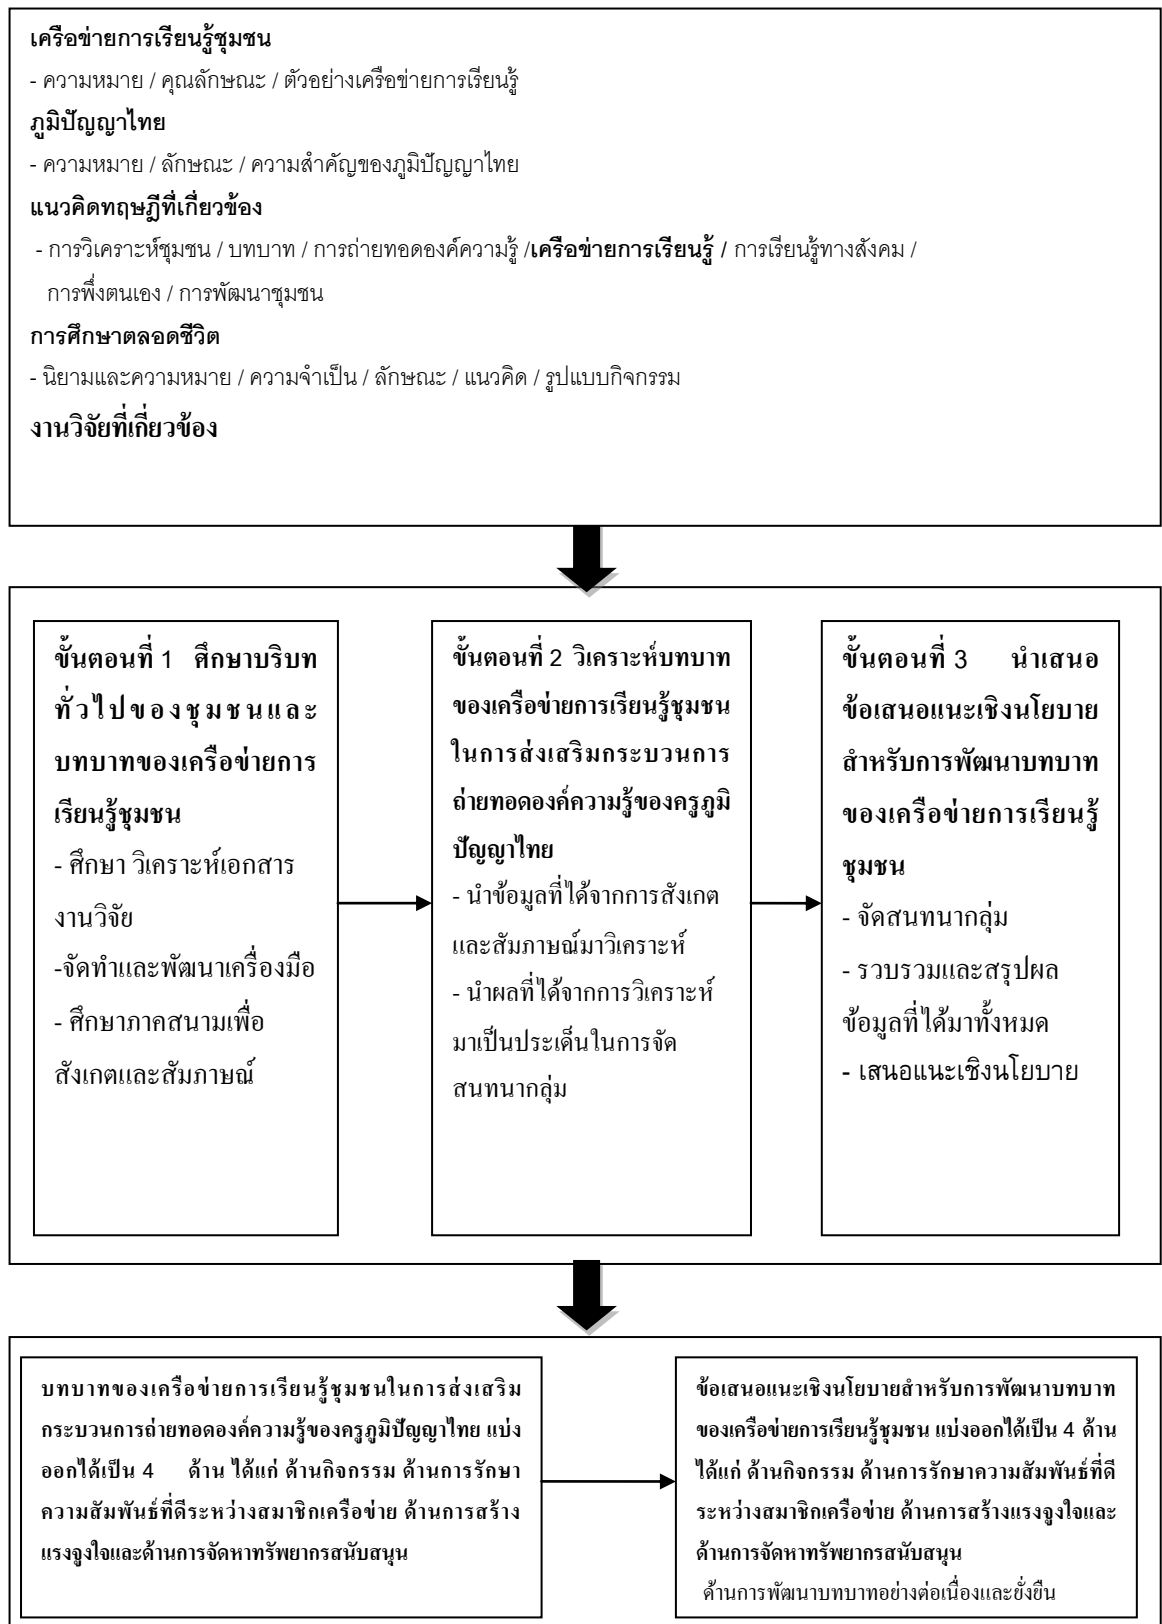 เครือข่ายการเรียนรู้ชุมชน
- ความหมาย / คุณลักษณะ / ตัวอย่างเครือข่ายการเรียนรู้
ภูมิปัญญาไทย
- ความหมาย / ลักษณะ / ความสำคัญของภูมิปัญญาไทย
แนวคิดทฤษฎีที่เกี่ยวข้อง
- การวิเคราะห์ชุมชน / บทบาท / การถ่ายทอดองค์ความรู้ /เครือข่ายการเรียนรู้ / การเรียนรู้ทางสังคม /
การพึ่งตนเอง / การพัฒนาชุมชน
การศึกษาตลอดชีวิต
- นิยามและความหมาย / ความจำเป็น / ลักษณะ / แนวคิด / รูปแบบกิจกรรม
งานวิจัยที่เกี่ยวข้อง
ขั้นตอนที่ 1 ศึกษาบริบท
ทั่วไปของชุมชนและ
บทบาทของเครือข่ายการ
เรียนรู้ชุมชน
- ศึกษา วิเคราะห์เอกสาร
งานวิจัย
-จัดทำและพัฒนาเครื่องมือ
- ศึกษาภาคสนามเพื่อ
สังเกตและสัมภาษณ์
ขั้นตอนที่ 2 วิเคราะห์บทบาท
ของเครือข่ายการเรียนรู้ชุมชน
ในการส่งเสริมกระบวนการ
ถ่ายทอดองค์ความรู้ของครูภูมิ
ปัญญาไทย
- นำข้อมูลที่ได้จากการสังเกต
และสัมภาษณ์มาวิเคราะห์
- นำผลที่ได้จากการวิเคราะห์
มาเป็นประเด็นในการจัด
สนทนากลุ่ม
ขั้นตอนที่ 3 นำเสนอ
ข้อเสนอแนะเชิงนโยบาย
สำหรับการพัฒนาบทบาท
ของเครือข่ายการเรียนรู้
ชุมชน
- จัดสนทนากลุ่ม
- รวบรวมและสรุปผล
ข้อมูลที่ได้มาทั้งหมด
- เสนอแนะเชิงนโยบาย
บทบาทของเครือข่ายการเรียนรู้ชุมชนในการส่งเสริม
กระบวนการถ่ายทอดองค์ความรู้ของครูภูมิปัญญาไทย แบ่ง
ออกได้เป็น 4 ด้าน ได้แก่ ด้านกิจกรรม ด้านการรักษา
ความสัมพันธ์ที่ดีระหว่างสมาชิกเครือข่าย ด้านการสร้าง
แรงจูงใจและด้านการจัดหาทรัพยากรสนับสนุน
ข้อเสนอแนะเชิงนโยบายสำหรับการพัฒนาบทบาท
ของเครือข่ายการเรียนรู้ชุมชน แบ่งออกได้เป็น 4 ด้าน
ได้แก่ ด้านกิจกรรม ด้านการรักษาความสัมพันธ์ที่ดี
ระหว่างสมาชิกเครือข่าย ด้านการสร้างแรงจูงใจและ
ด้านการจัดหาทรัพยากรสนับสนุน
ด้านการพัฒนาบทบาทอย่างต่อเนื่องและยั่งยืน